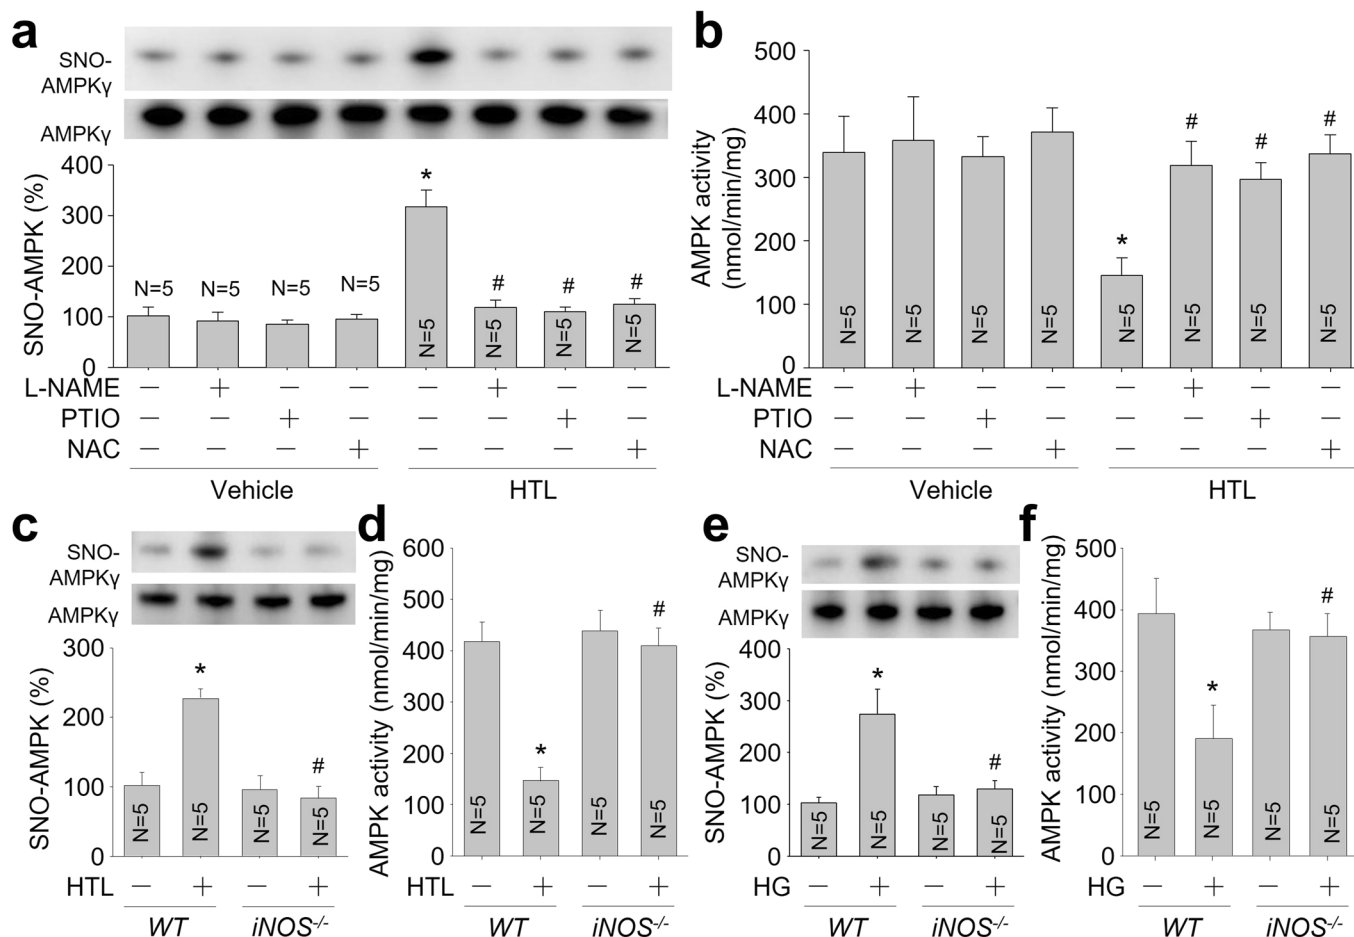 a
SNO-
AMPKγ
AMPKγ
SNO-AMPK (%)
400
300
200
100
0
N=5 N=5 N=5 N=5 * # # #
N=5 N=5 N=5 N=5
L-NAME — + — — — + — —
PTIO — — + — — — + —
NAC — — — + — — — +
Vehicle HTL
b
AMPK activity
(nmol/min/mg)
500
400
300
200
100
0
* # # #
N=5 N=5 N=5 N=5 N=5 N=5 N=5 N=5
L-NAME — + — — — + — —
PTIO — — + — — — + —
NAC — — — + — — — +
Vehicle HTL
c
SNO-
AMPKγ
AMPKγ
SNO-AMPK (%)
300
200
100
0
* #
N=5 N=5 N=5 N=5
HTL — + — +
WT iNOS-/-
d
AMPK activity (nmol/min/mg)
600
500
400
300
200
100
0
* #
N=5 N=5 N=5 N=5
HTL — + — +
WT iNOS-/-
e
SNO-
AMPKγ
AMPKγ
SNO-AMPK (%)
400
300
200
100
0
* #
N=5 N=5 N=5 N=5
HG — + — +
WT iNOS-/-
f
AMPK activity (nmol/min/mg)
500
400
300
200
100
0
* #
N=5 N=5 N=5 N=5
HG — + — +
WT iNOS-/-